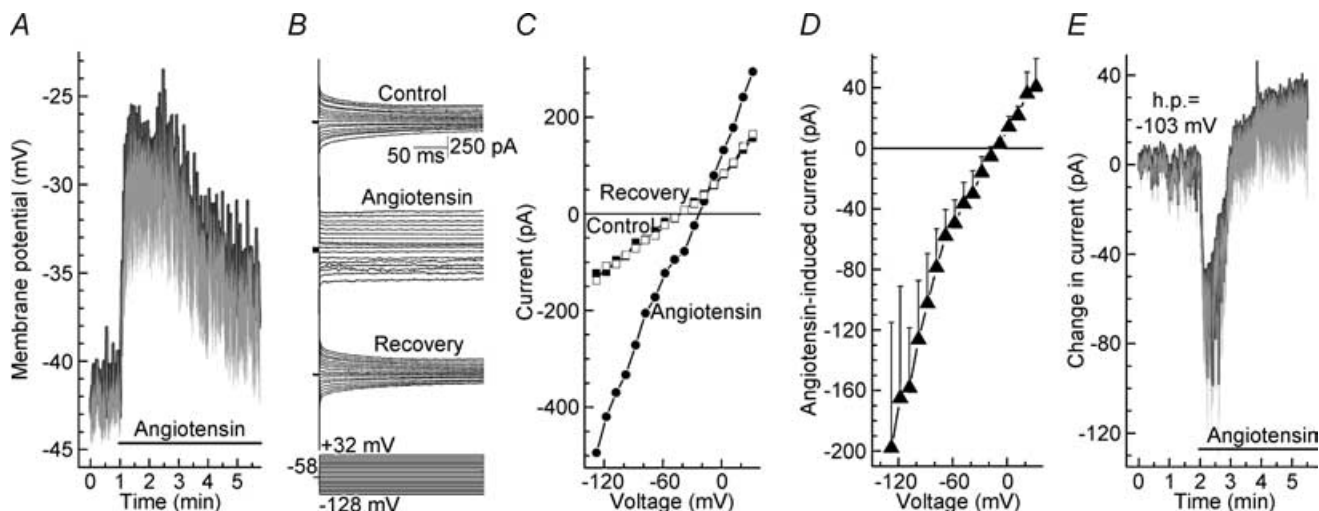 A
Membrane potential (mV)
-25
-30
-35
-40
-45
Angiotensin
0 1 2 3 4 5
Time (min)
B
Control
50 ms 250 pA
Angiotensin
Recovery
+32 mV
-58
-128 mV
C
Current (pA)
200
0
-200
-400
Recovery
Control
Angiotensin
-120 -60 0
Voltage (mV)
D
Angiotensin-induced current (pA)
40
0
-40
-80
-120
-160
-200
-120 -60 0
Voltage (mV)
E
Change in current (pA)
40
0
-40
-80
-120
h.p.=
-103 mV
Angiotensin
0 1 2 3 4 5
Time (min)